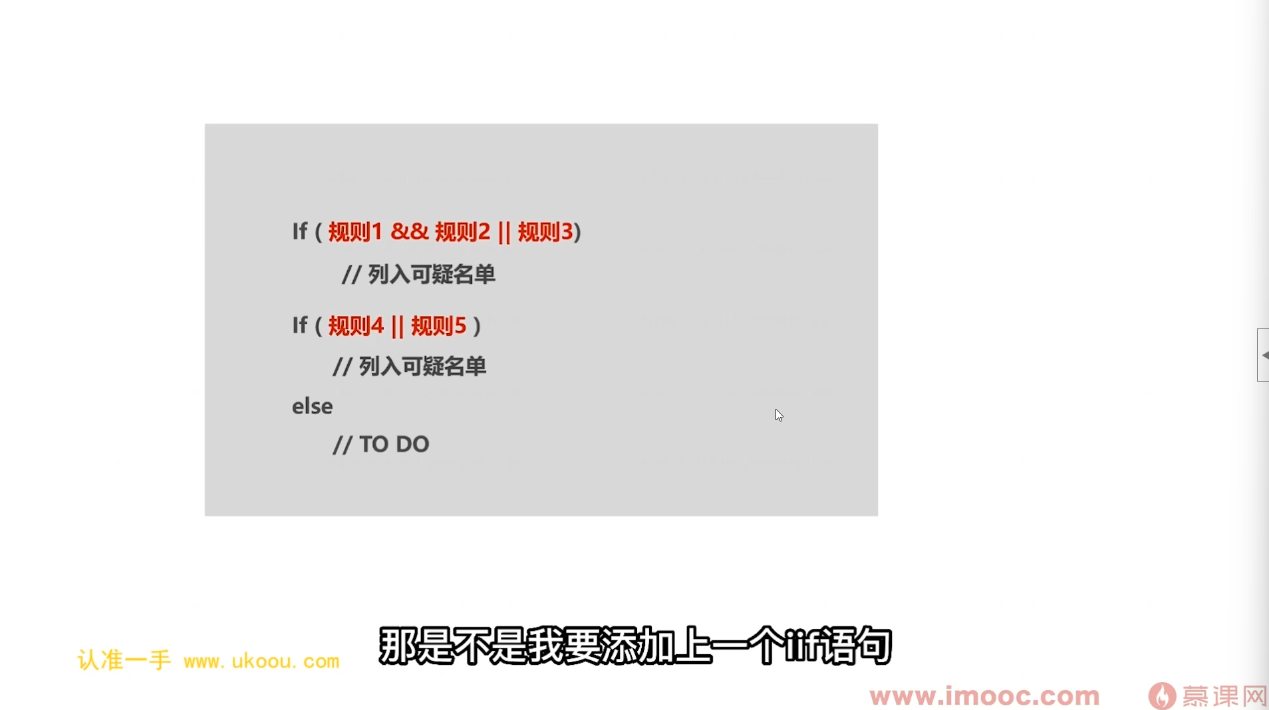 If ( 规则1 && 规则2 || 规则3)
// 列入可疑名单
If ( 规则4 || 规则5 )
// 列入可疑名单
else
// TO DO
那是不是我要添加上一个iif语句
认准一手 www.ukoou.com
www.imooc.com 慕课网